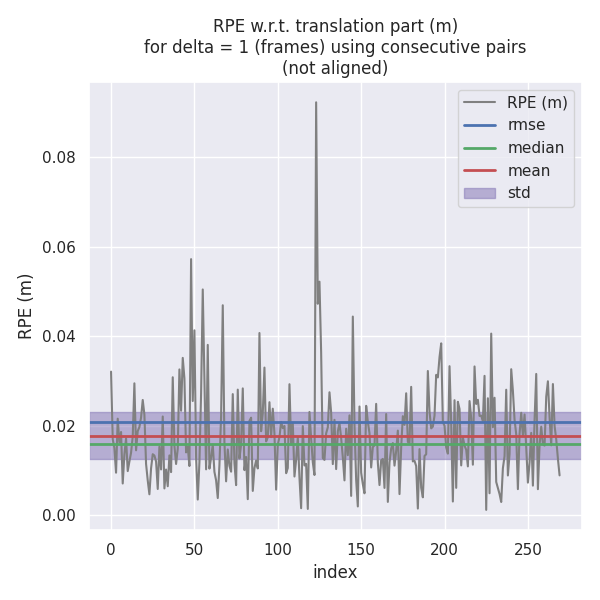 RPE w.r.t. translation part (m)
for delta = 1 (frames) using consecutive pairs
(not aligned)
RPE (m)
rmse
median
mean
std
RPE (m)
0.08
0.06
0.04
0.02
0.00
0 50 100 150 200 250
index